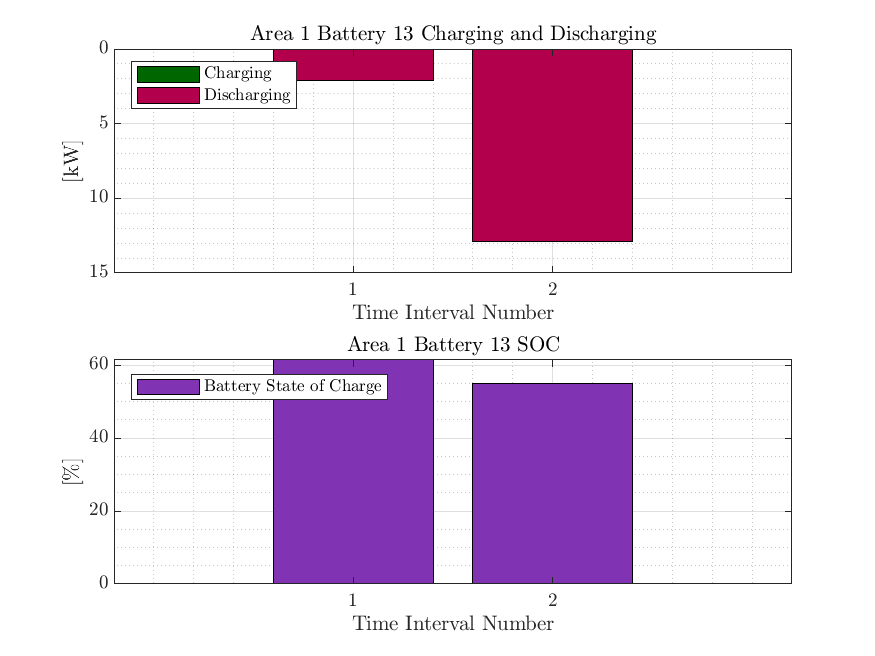 Area 1 Battery 13 Charging and Discharging
0
5
10
15
[kW]
Charging
Discharging
1
2
Time Interval Number
Area 1 Battery 13 SOC
60
40
20
0
[%]
Battery State of Charge
1
2
Time Interval Number